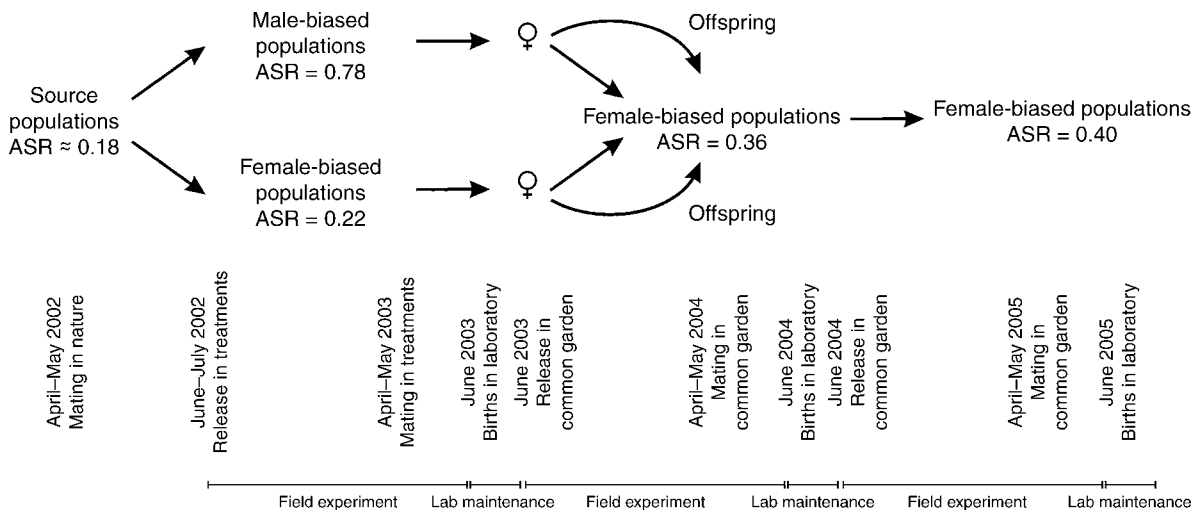 Male-biased
populations
ASR = 0.78
Offspring
Source
populations
ASR ≈ 0.18
Female-biased populations
ASR = 0.36
Female-biased populations
ASR = 0.40
Female-biased
populations
ASR = 0.22
Offspring
April–May 2002
Mating in nature
June–July 2002
Release in treatments
April–May 2003
Mating in treatments
June 2003
Births in laboratory
June 2003
Release in
common garden
April–May 2004
Mating in
common garden
June 2004
Births in laboratory
June 2004
Release in
common garden
April–May 2005
Mating in
common garden
June 2005
Births in laboratory
Field experiment
Lab maintenance
Field experiment
Lab maintenance
Field experiment
Lab maintenance